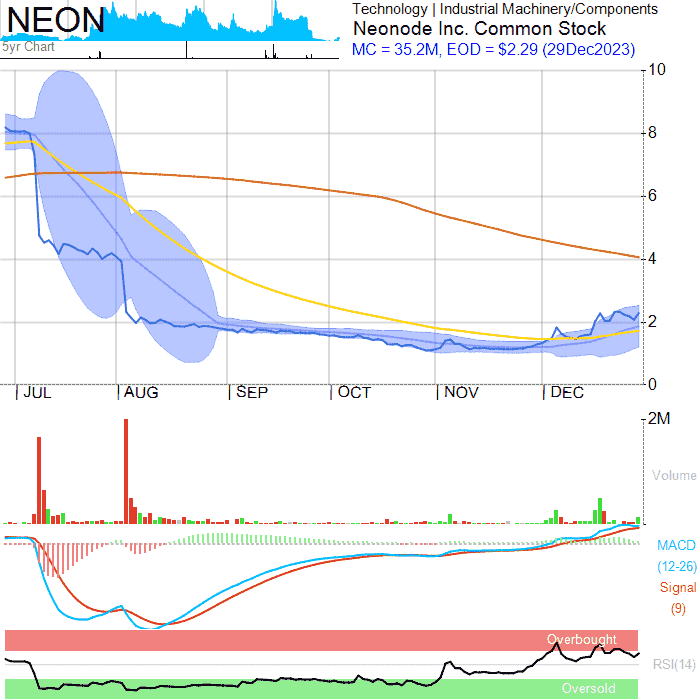 NEON
5yr Chart
Technology | Industrial Machinery/Components
Neonode Inc. Common Stock
MC = 35.2M, EOD = $2.29 (29Dec2023)
10
8
6
4
2
0
JUL AUG SEP OCT NOV DEC
2M
Volume
MACD
(12-26)
Signal
(9)
Overbought
RSI(14)
Oversold